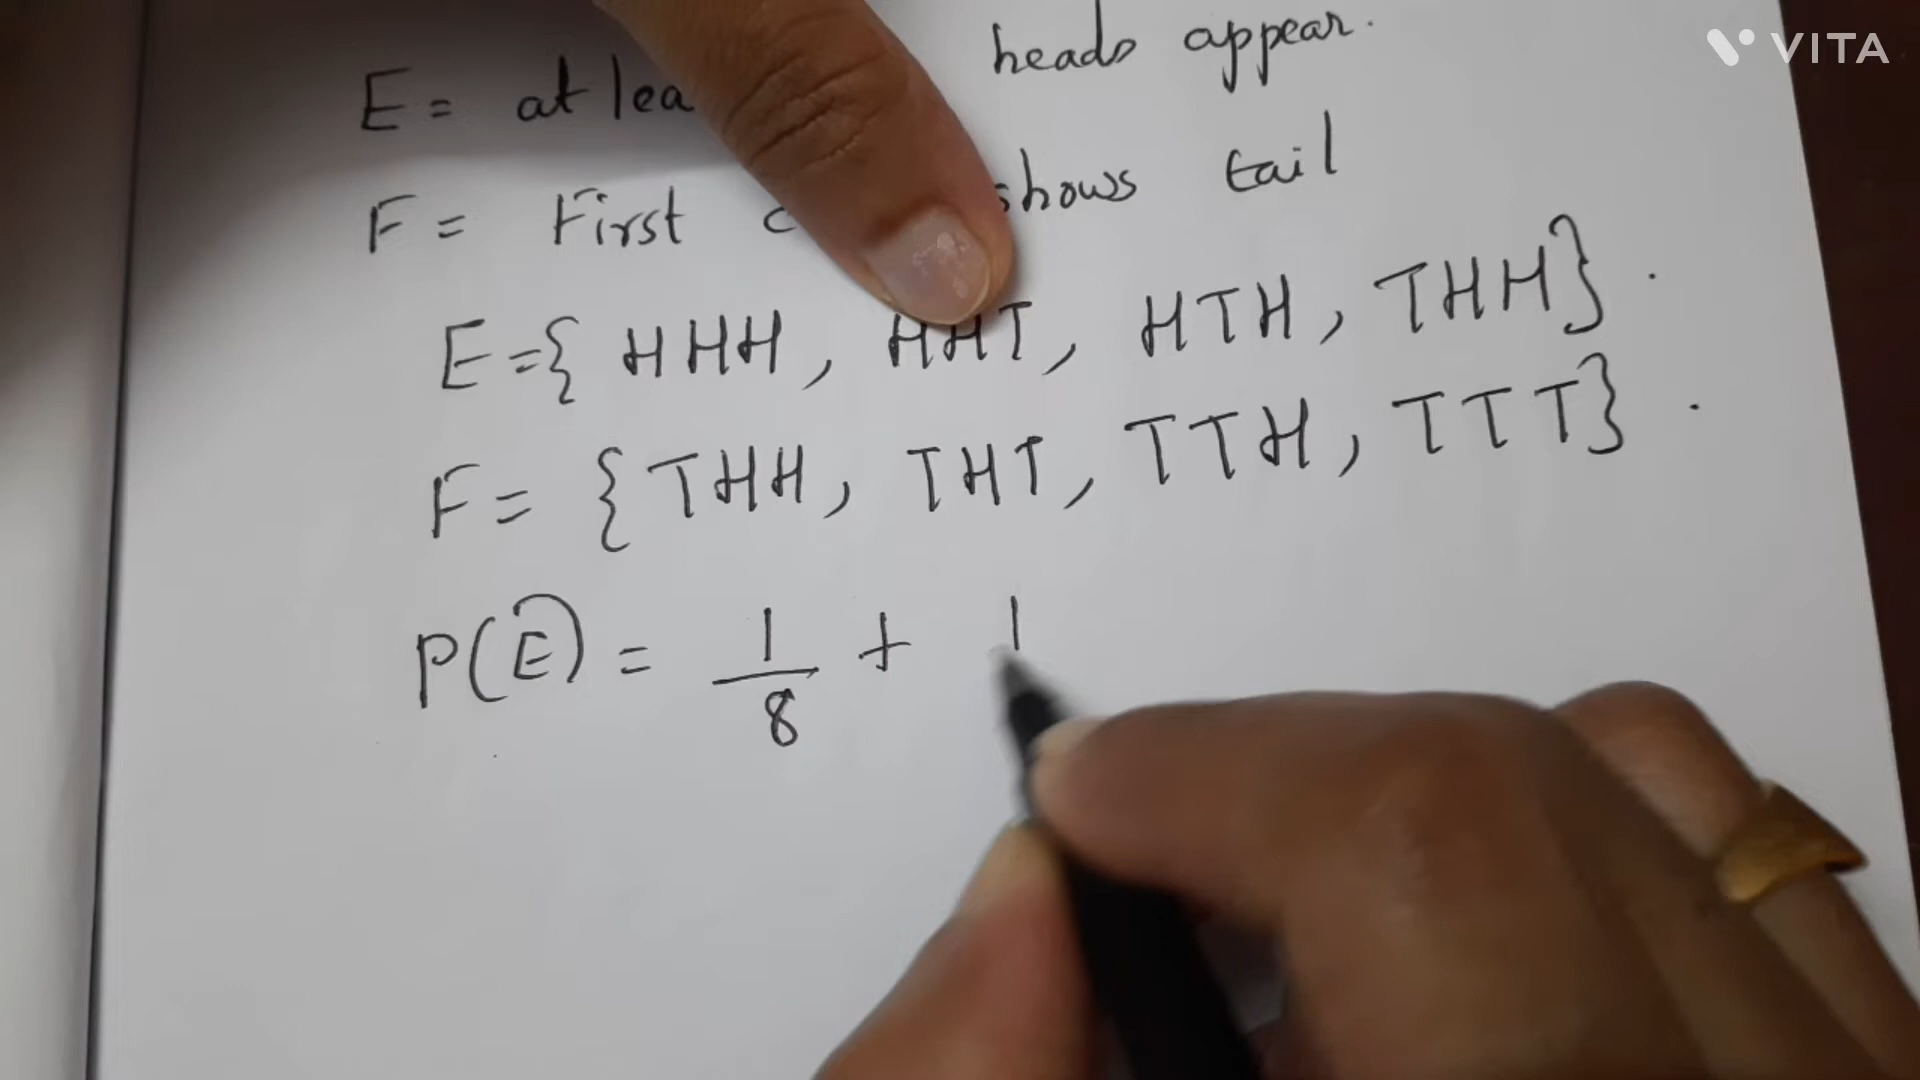 E = at lea heads appear.
VITA
F = First shows tail
E = { HHH , HHT , HTH , THH } .
F = { THH , THT , TTH , TTT } .
P(E) = 1/8 + 1